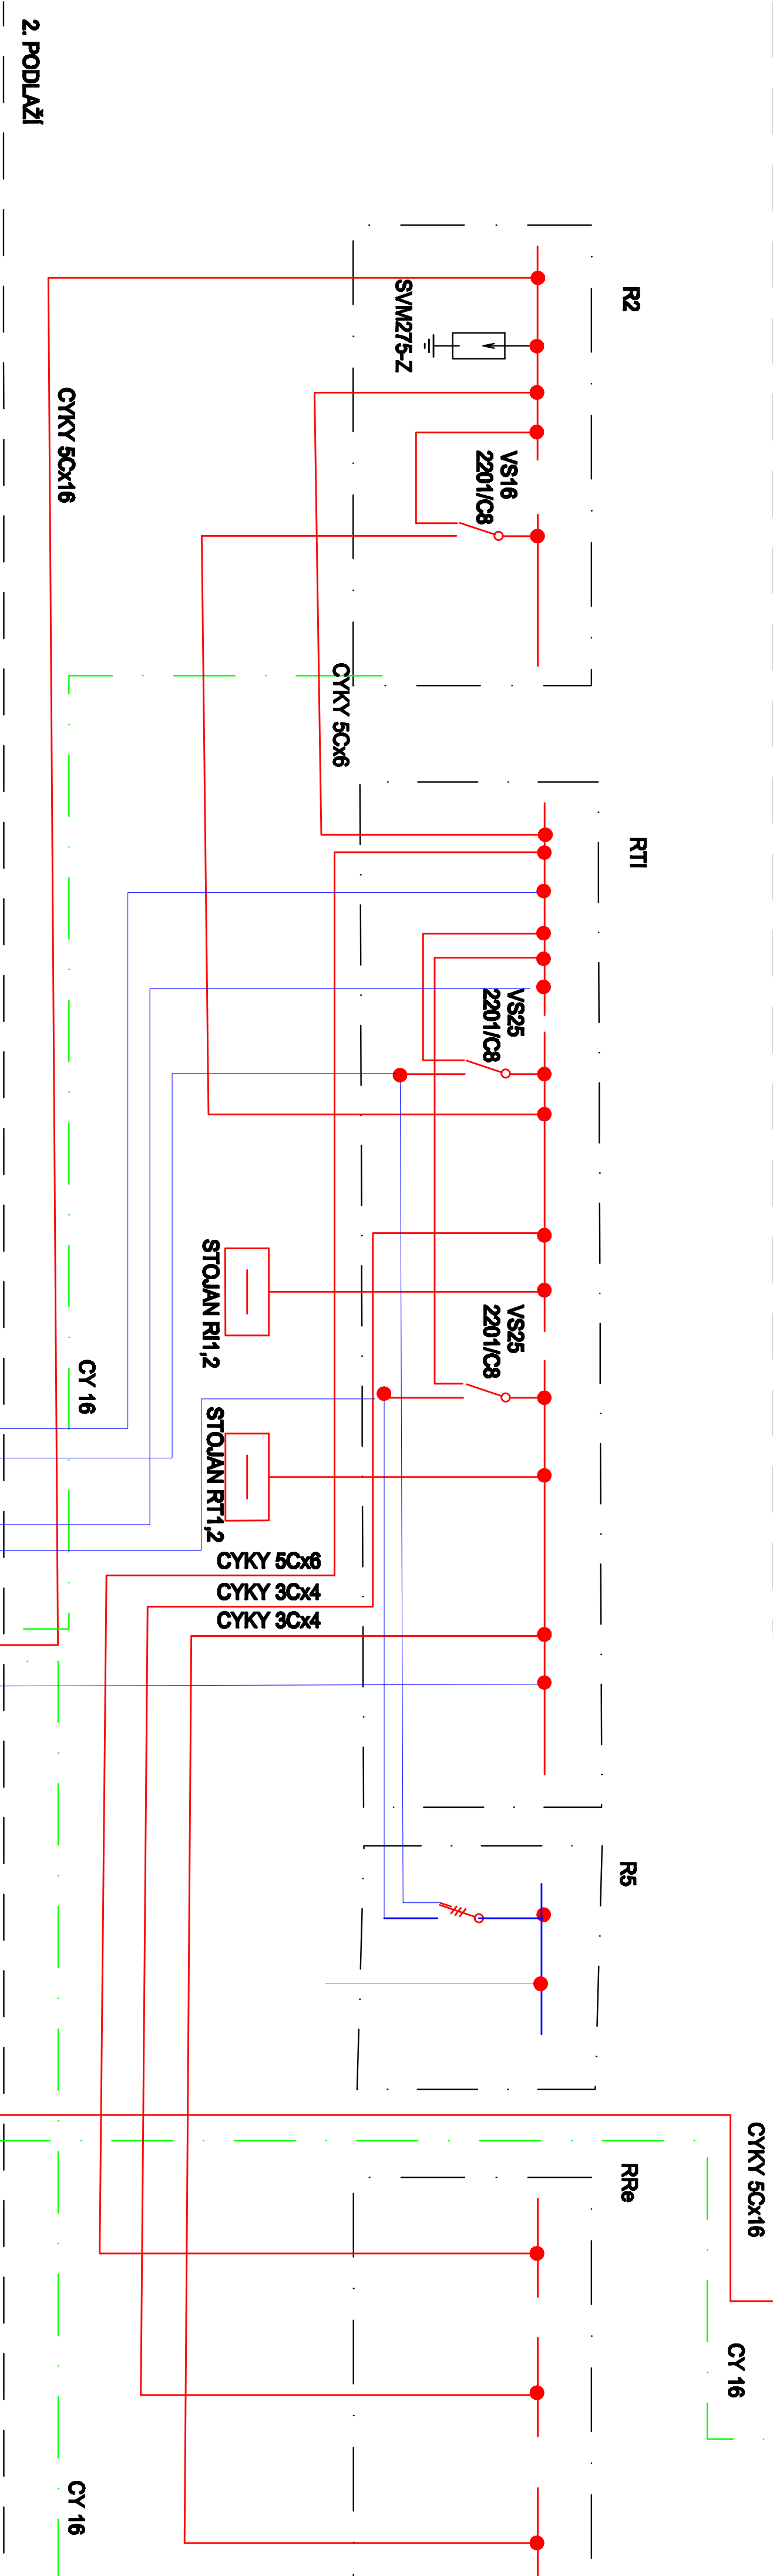 2. PODLAŽÍ
R2
SVM275-Z
CYKY 5Cx16
VS16
2201/C8
CYKY 5Cx6
RTI
VS25
2201/C8
STOJAN RI1,2
VS25
2201/C8
CY 16
STOJAN RT1,2
CYKY 5Cx6
CYKY 3Cx4
CYKY 3Cx4
R5
CYKY 5Cx16
RRe
CY 16
CY 16